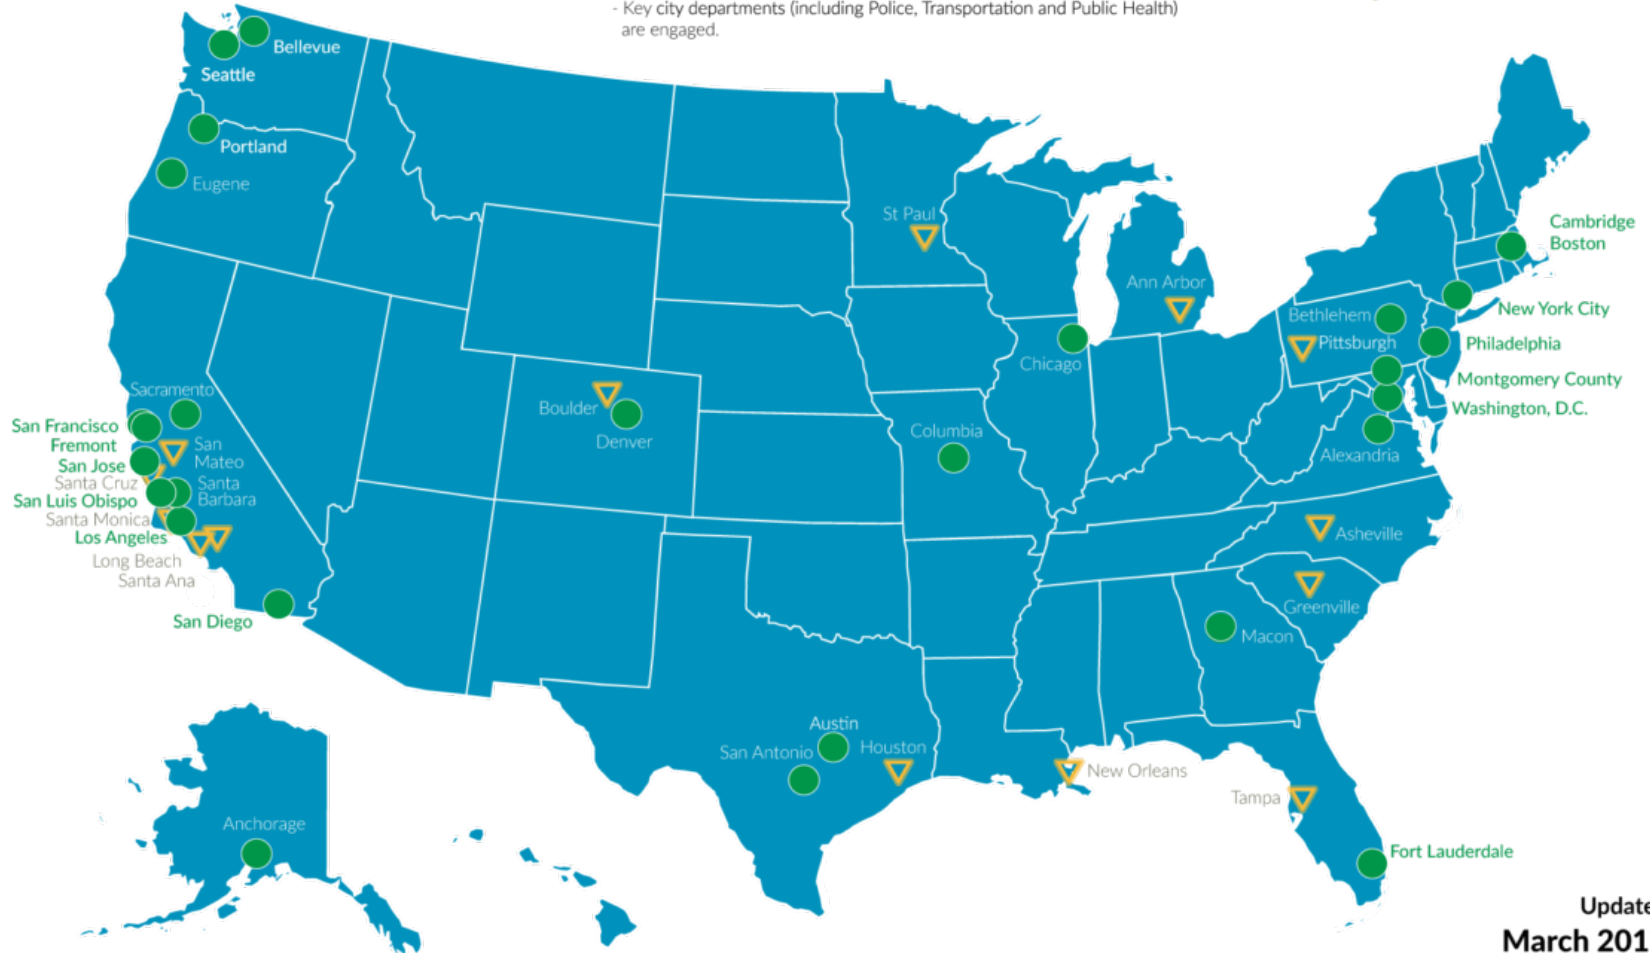 - Key city departments (including Police, Transportation and Public Health)
are engaged.
Bellevue
Seattle
Portland
Eugene
St Paul
Cambridge
Boston
Ann Arbor
New York City
Bethlehem
Pittsburgh
Philadelphia
Chicago
Montgomery County
Washington, D.C.
Alexandria
Sacramento
Boulder
Denver
Columbia
San Francisco
Fremont
San
Mateo
San Jose
Santa Cruz
Santa
Barbara
San Luis Obispo
Santa Monica
Los Angeles
Long Beach
Santa Ana
San Diego
Asheville
Greenville
Macon
Austin
San Antonio
Houston
New Orleans
Tampa
Anchorage
Fort Lauderdale
Update
March 201